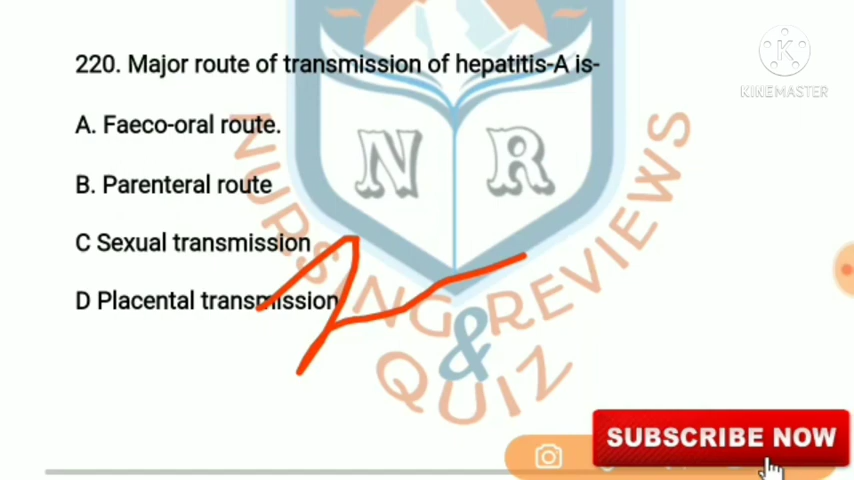 220. Major route of transmission of hepatitis-A is-
KINEMASTER
A. Faeco-oral route.
B. Parenteral route
C Sexual transmission
D Placental transmission
N R
NURSING REVIEWS
&
QUIZ
SUBSCRIBE NOW